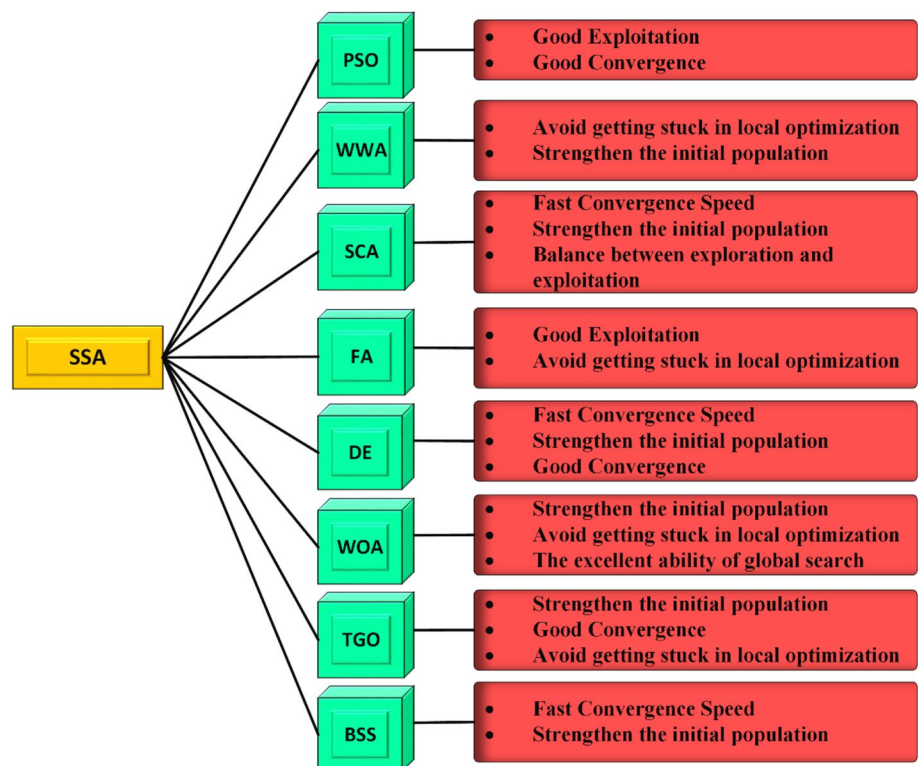 SSA
PSO
• Good Exploitation
• Good Convergence
WWA
• Avoid getting stuck in local optimization
• Strengthen the initial population
SCA
• Fast Convergence Speed
• Strengthen the initial population
• Balance between exploration and
exploitation
FA
• Good Exploitation
• Avoid getting stuck in local optimization
DE
• Fast Convergence Speed
• Strengthen the initial population
• Good Convergence
WOA
• Strengthen the initial population
• Avoid getting stuck in local optimization
• The excellent ability of global search
TGO
• Strengthen the initial population
• Good Convergence
• Avoid getting stuck in local optimization
BSS
• Fast Convergence Speed
• Strengthen the initial population